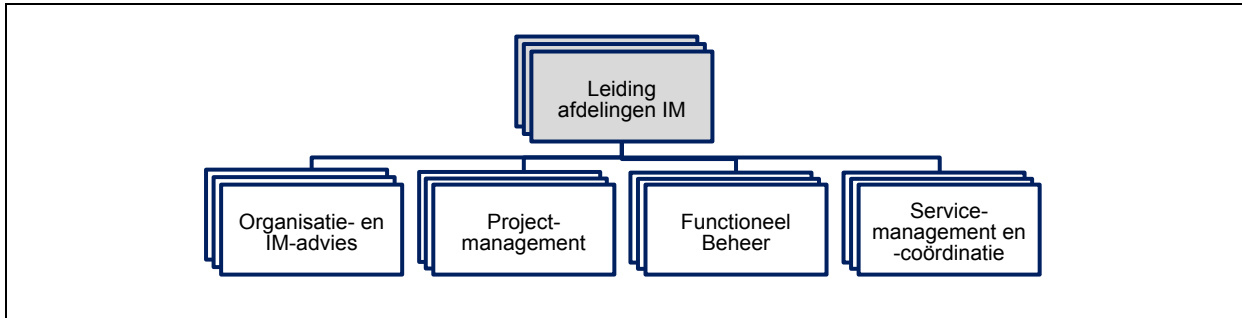 Leiding
afdelingen IM
Organisatie- en
IM-advies
Project-
management
Functioneel
Beheer
Service-
management en
-coördinatie